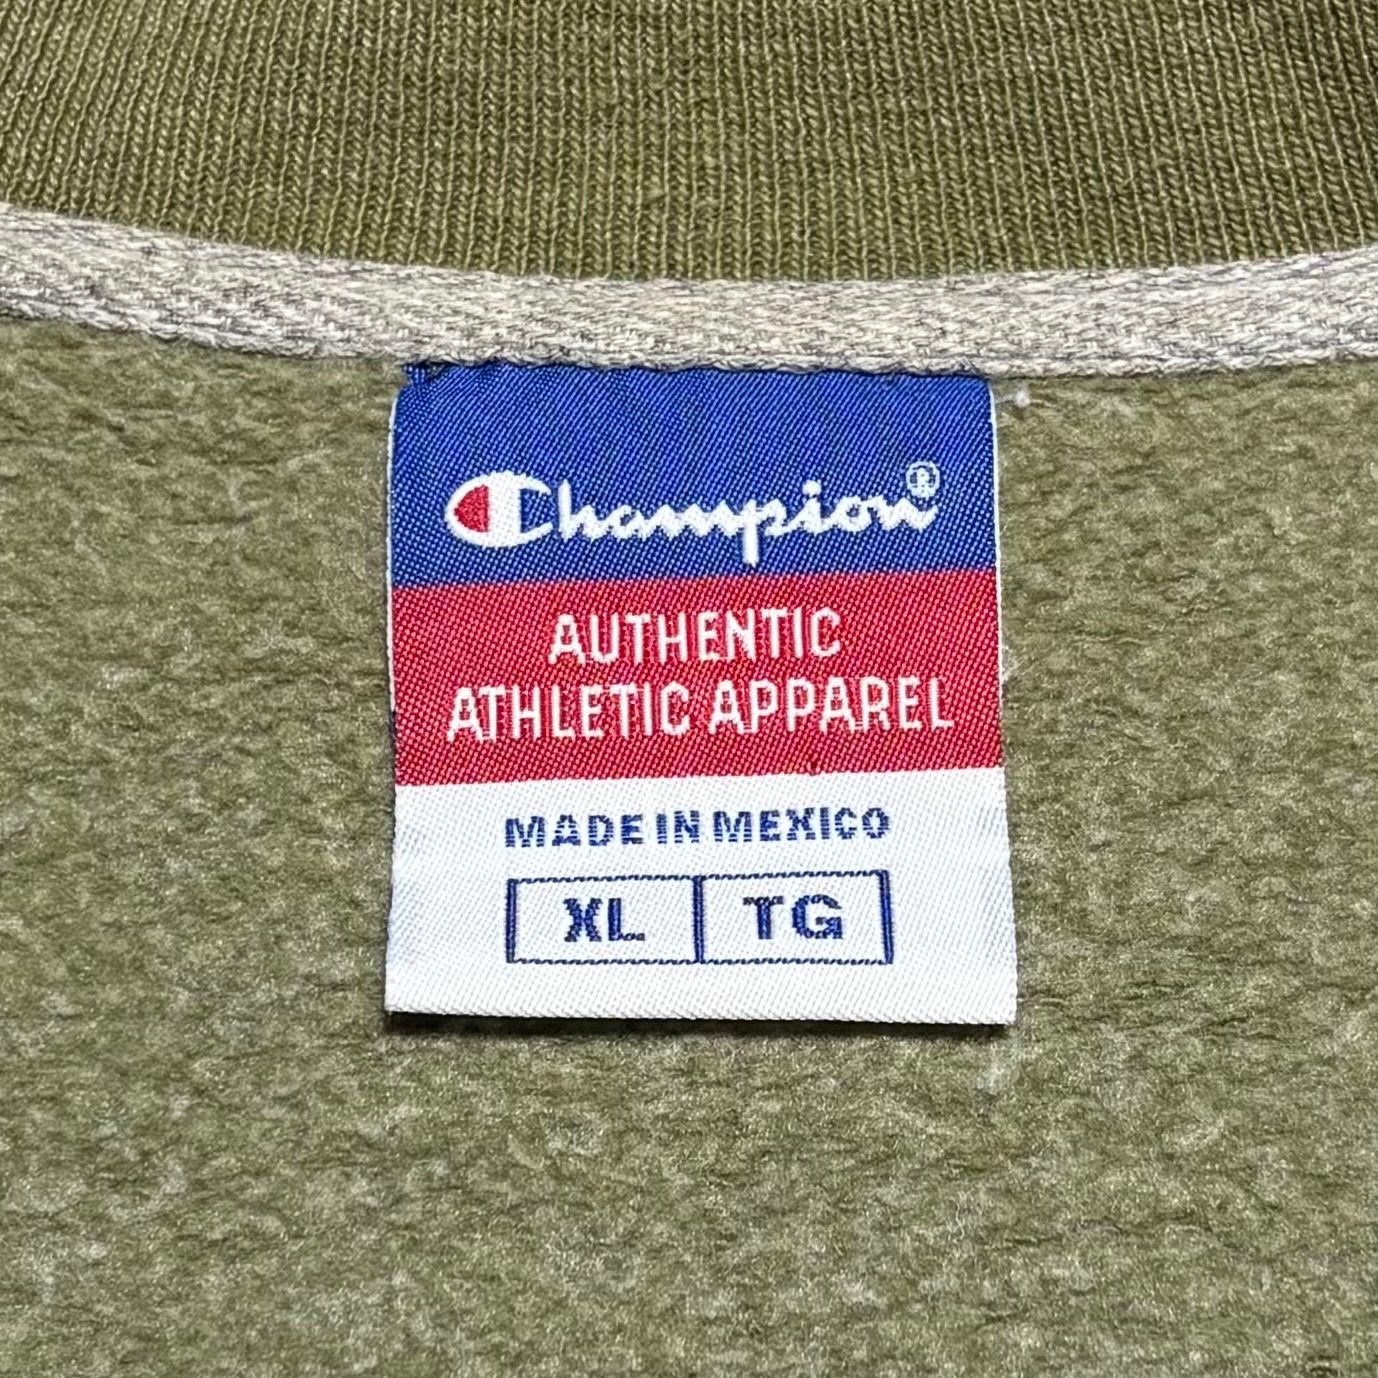 Champion®
AUTHENTIC
ATHLETIC APPAREL
MADE IN MEXICO
XL TG